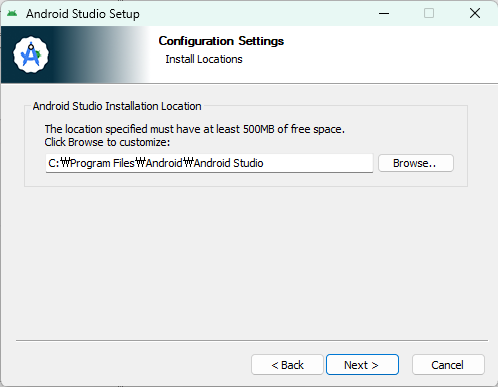 Android Studio Setup
Configuration Settings
Install Locations
Android Studio Installation Location
The location specified must have at least 500MB of free space.
Click Browse to customize:
C:₩Program Files₩Android₩Android Studio
Browse..
< Back
Next >
Cancel